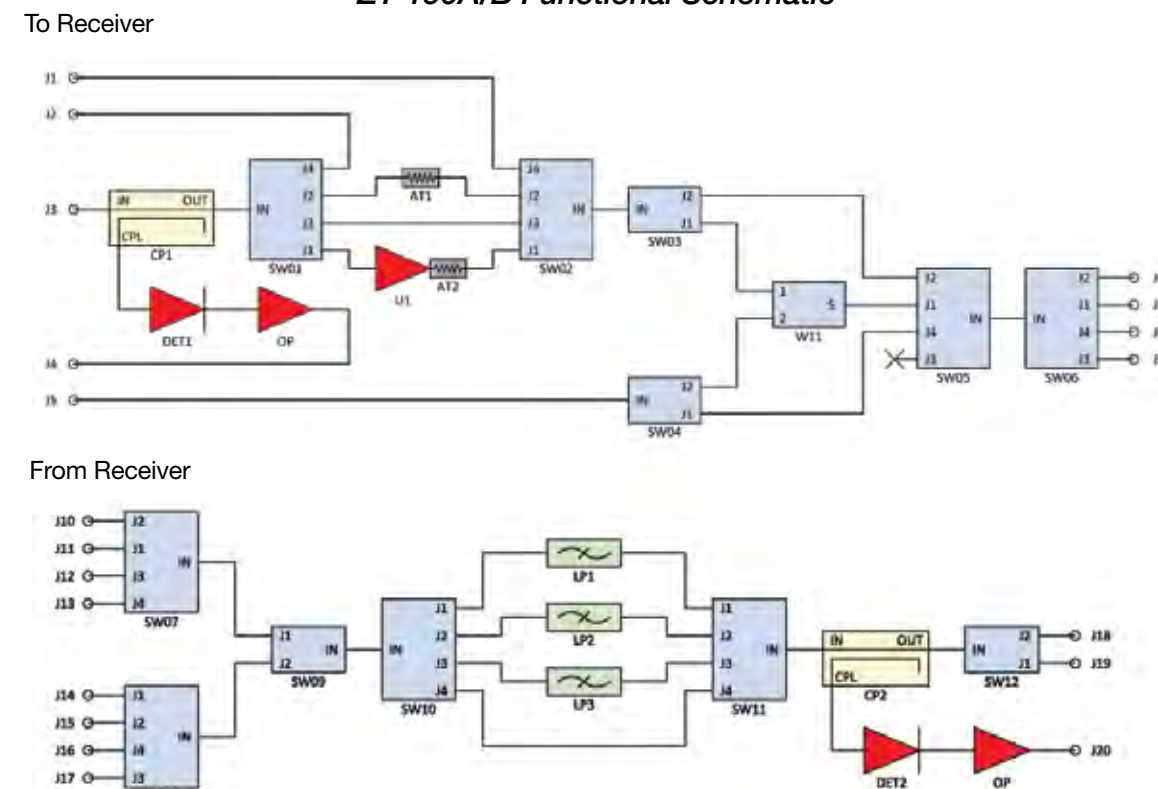 To Receiver
J1
J2
J4
AT1
J4
IN OUT
J2
J2
J2
J3
IN
IN
IN
J3
J3
J1
CPL
J1
J1
SW03
CP1
SW01
SW02
U1
AT2
J2
J2
1
S
J1
J1
2
IN
IN
DET1
OP
W11
J4
J4
J3
J3
J4
SW05
SW06
J2
J5
IN
J1
SW04
From Receiver
J10
J2
J11
J1
IN
LP1
J12
J3
J13
J4
SW07
J1
J1
J1
J2
J18
IN OUT
IN
J2
J2
LP2
IN
IN
IN
J2
J3
J3
J1
J19
SW09
CPL
SW12
J14
J1
J4
LP3
J4
CP2
SW10
SW11
J15
J2
IN
J16
J4
J20
J17
J3
DET2
OP